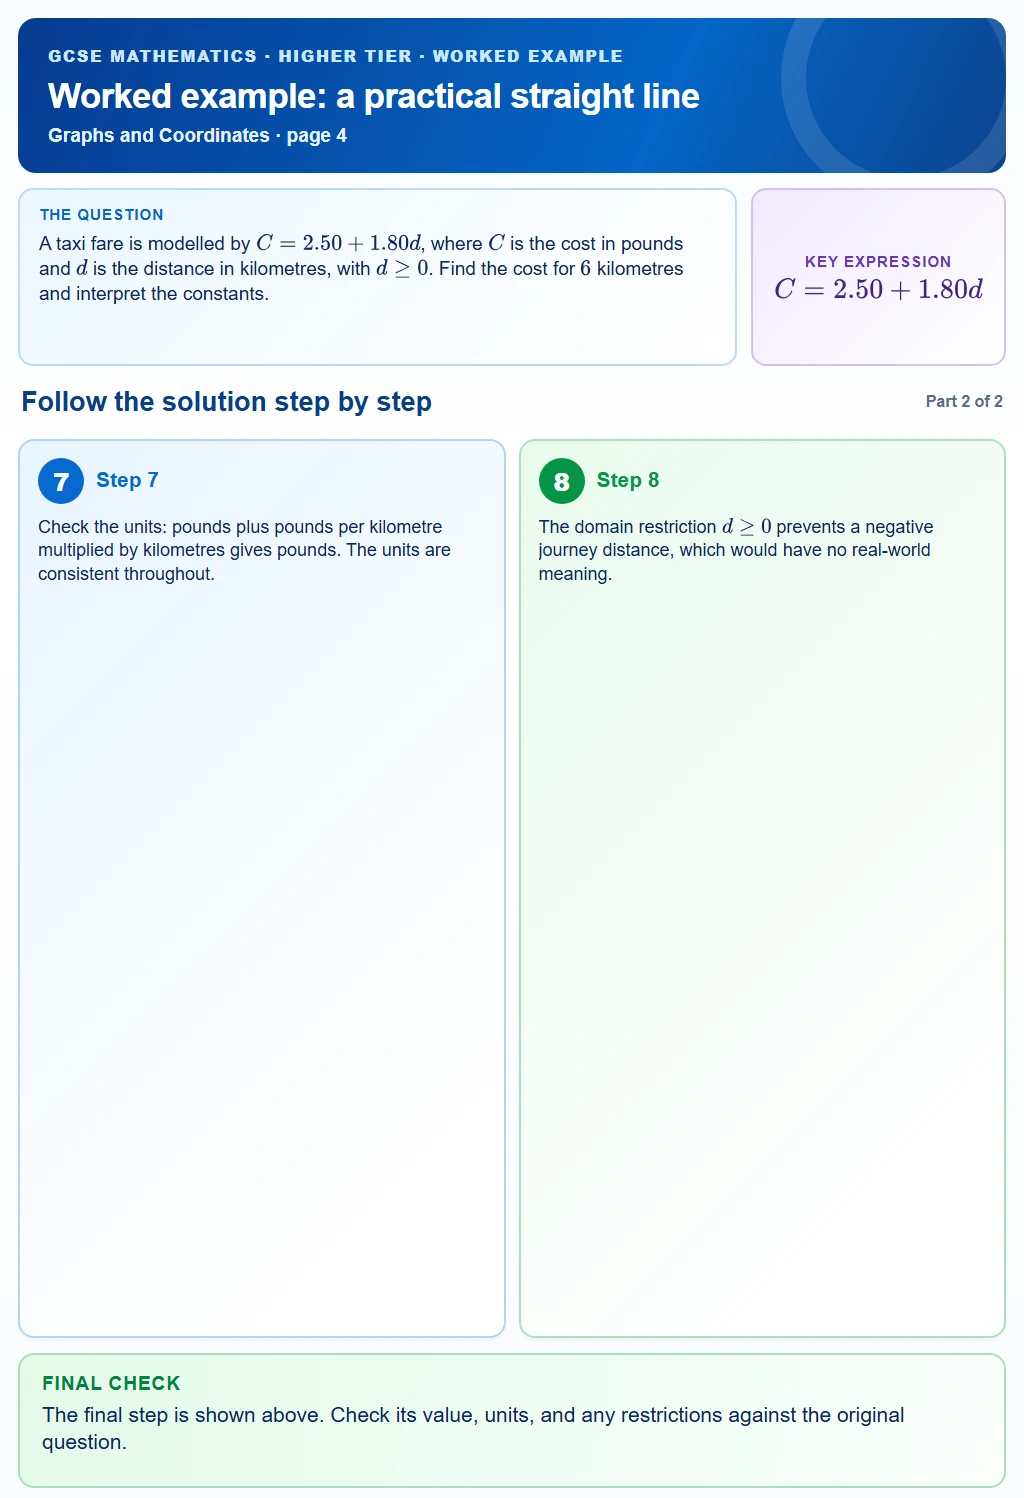 GCSE MATHEMATICS · HIGHER TIER · WORKED EXAMPLE
Worked example: a practical straight line
Graphs and Coordinates · page 4
THE QUESTION
A taxi fare is modelled by C = 2.50 + 1.80d, where C is the cost in pounds
and d is the distance in kilometres, with d ≥ 0. Find the cost for 6 kilometres
and interpret the constants.
KEY EXPRESSION
C = 2.50 + 1.80d
Follow the solution step by step
Part 2 of 2
7 Step 7
Check the units: pounds plus pounds per kilometre
multiplied by kilometres gives pounds. The units are
consistent throughout.
8 Step 8
The domain restriction d ≥ 0 prevents a negative
journey distance, which would have no real-world
meaning.
FINAL CHECK
The final step is shown above. Check its value, units, and any restrictions against the original
question.